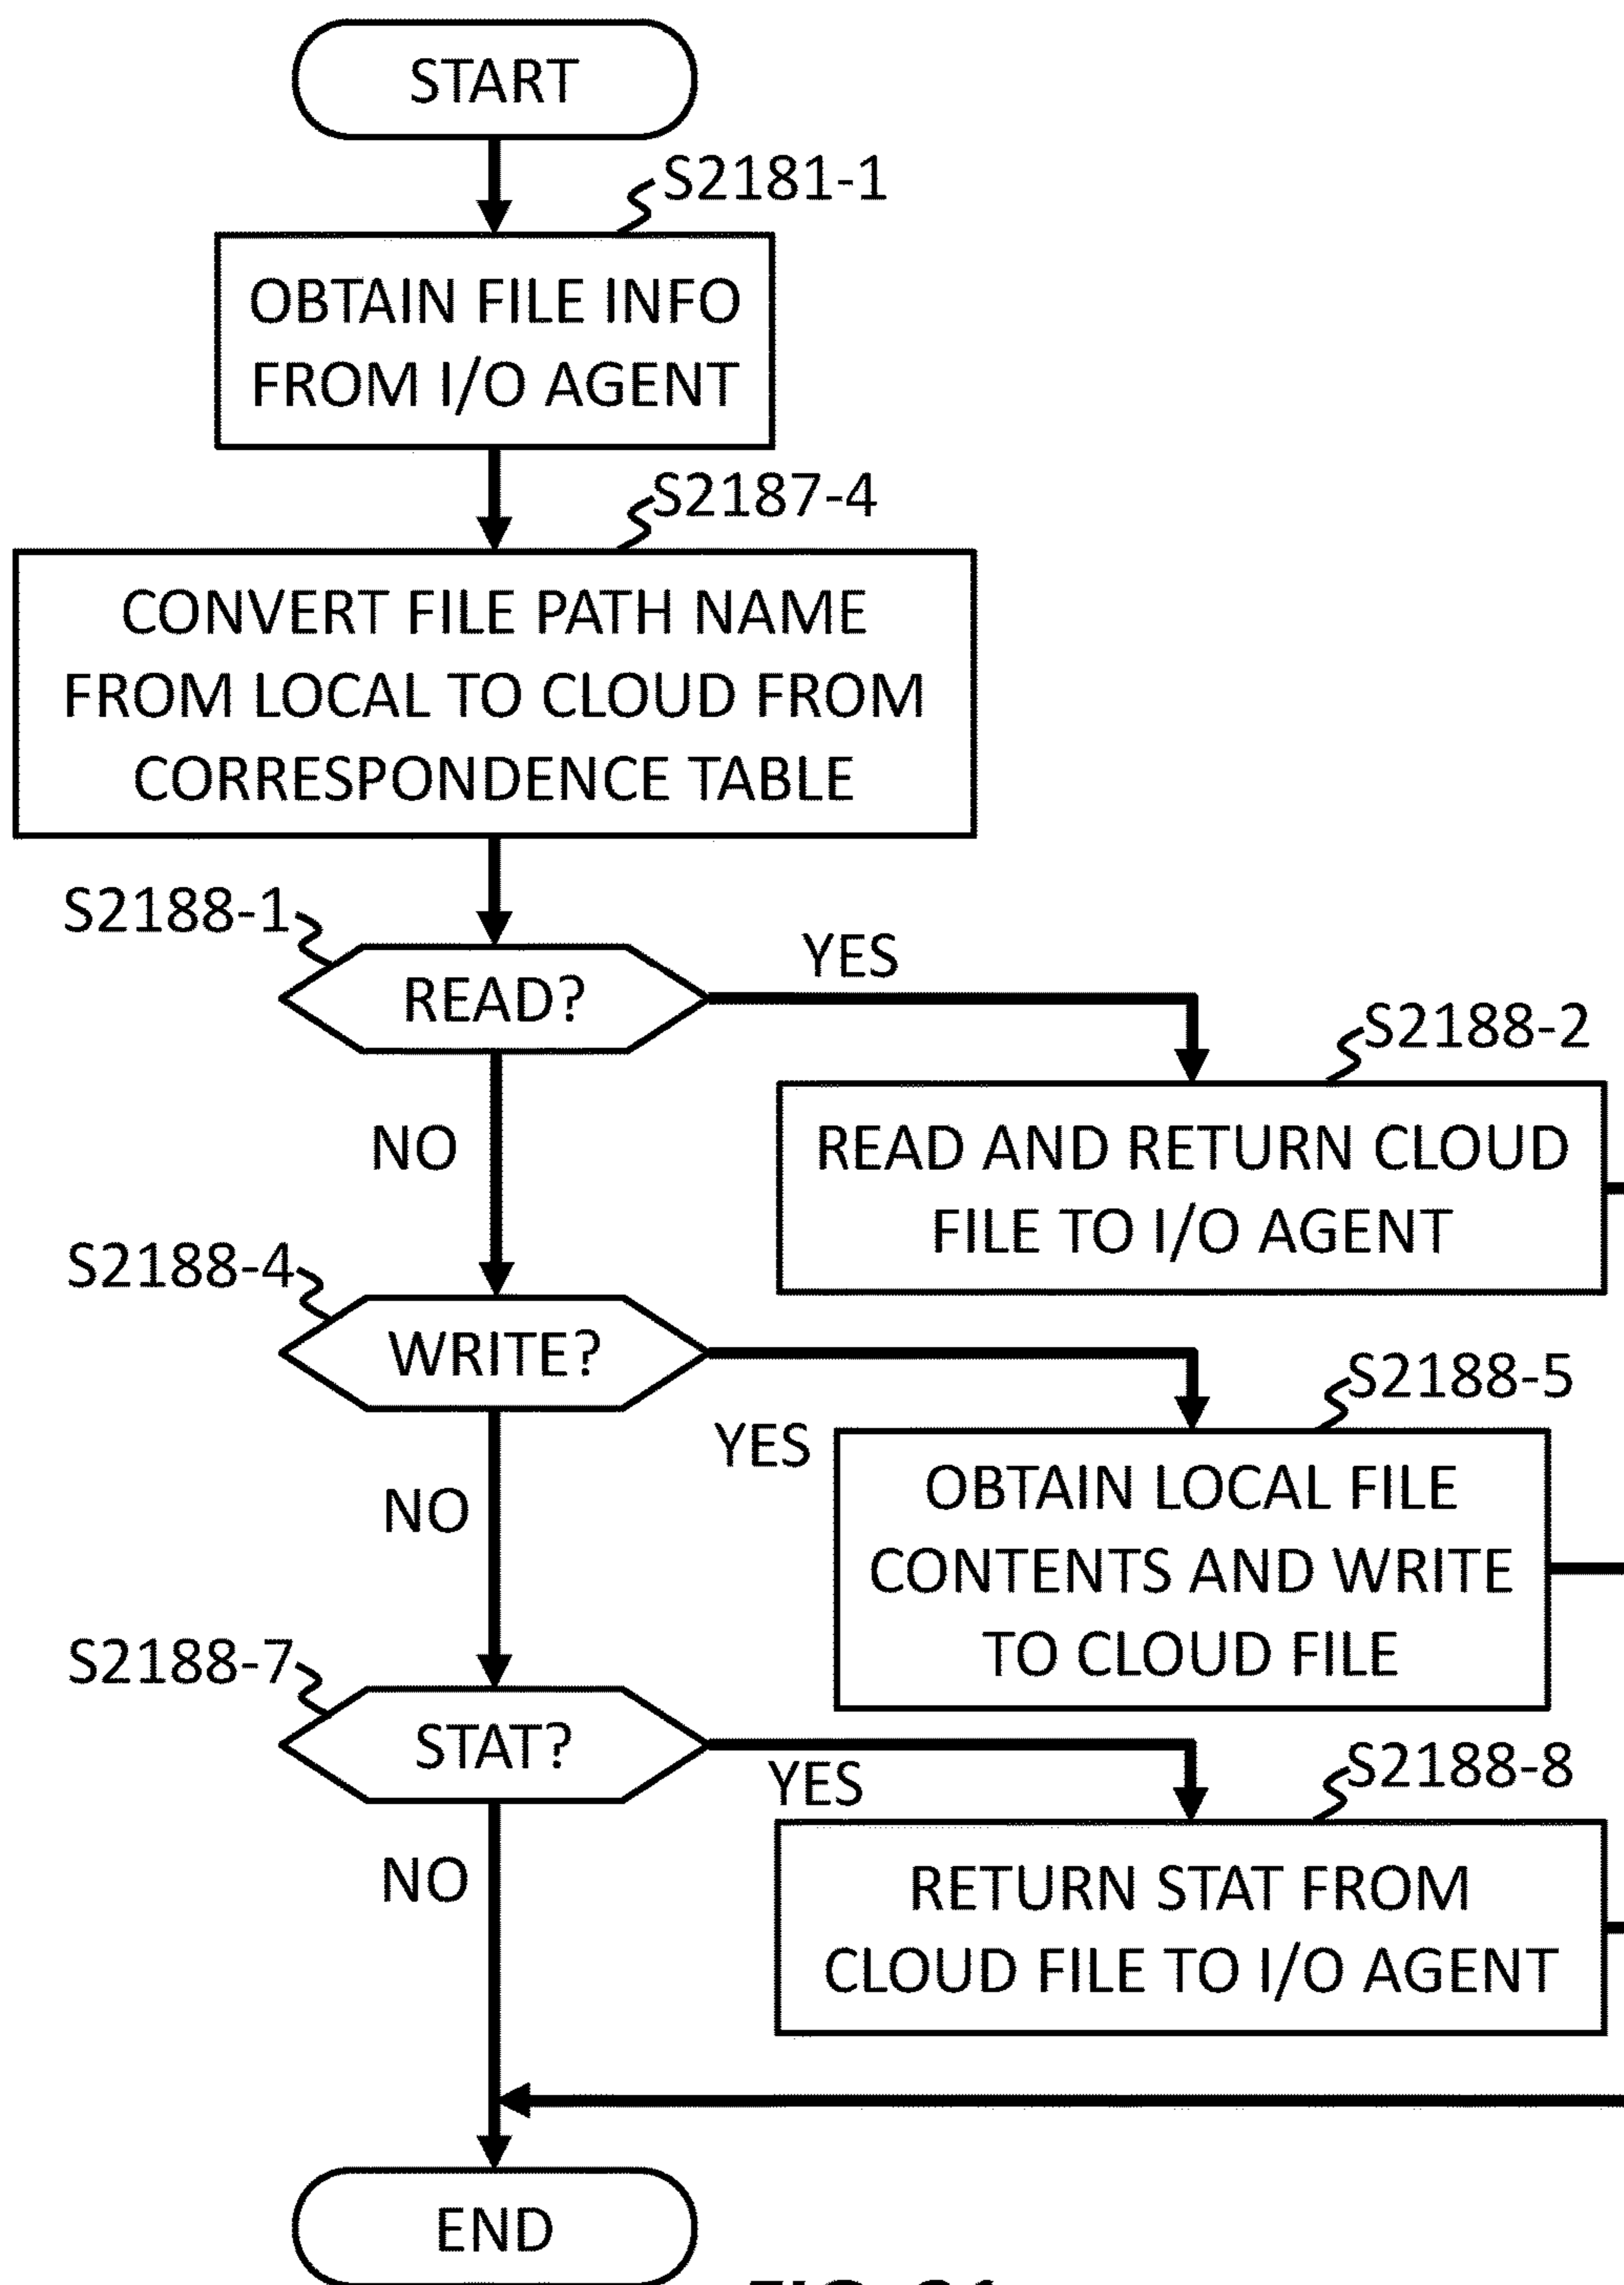 START
S2181-1
OBTAIN FILE INFO
FROM I/O AGENT
S2187-4
CONVERT FILE PATH NAME
FROM LOCAL TO CLOUD FROM
CORRESPONDENCE TABLE
S2188-1
READ?
YES
S2188-2
NO
READ AND RETURN CLOUD
FILE TO I/O AGENT
S2188-4
WRITE?
YES
S2188-5
NO
OBTAIN LOCAL FILE
CONTENTS AND WRITE
TO CLOUD FILE
S2188-7
STAT?
YES
S2188-8
NO
RETURN STAT FROM
CLOUD FILE TO I/O AGENT
END